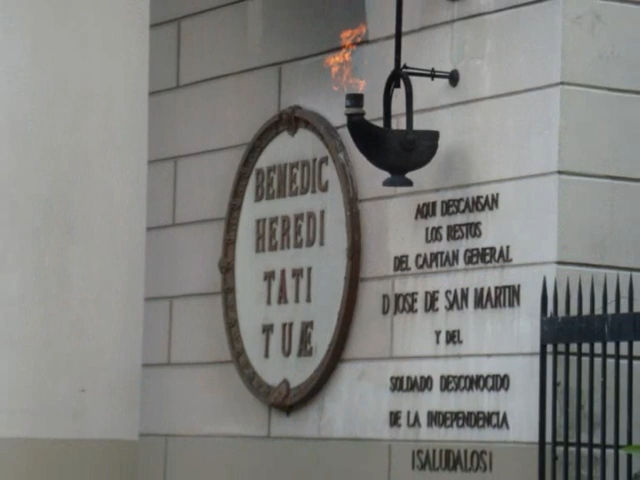 BENEDIC
HEREDI
TATI
TUÆ
AQUI DESCANSAN
LOS RESTOS
DEL CAPITAN GENERAL
D JOSE DE SAN MARTIN
Y DEL
SOLDADO DESCONOCIDO
DE LA INDEPENDENCIA
¡SALUDALOS!